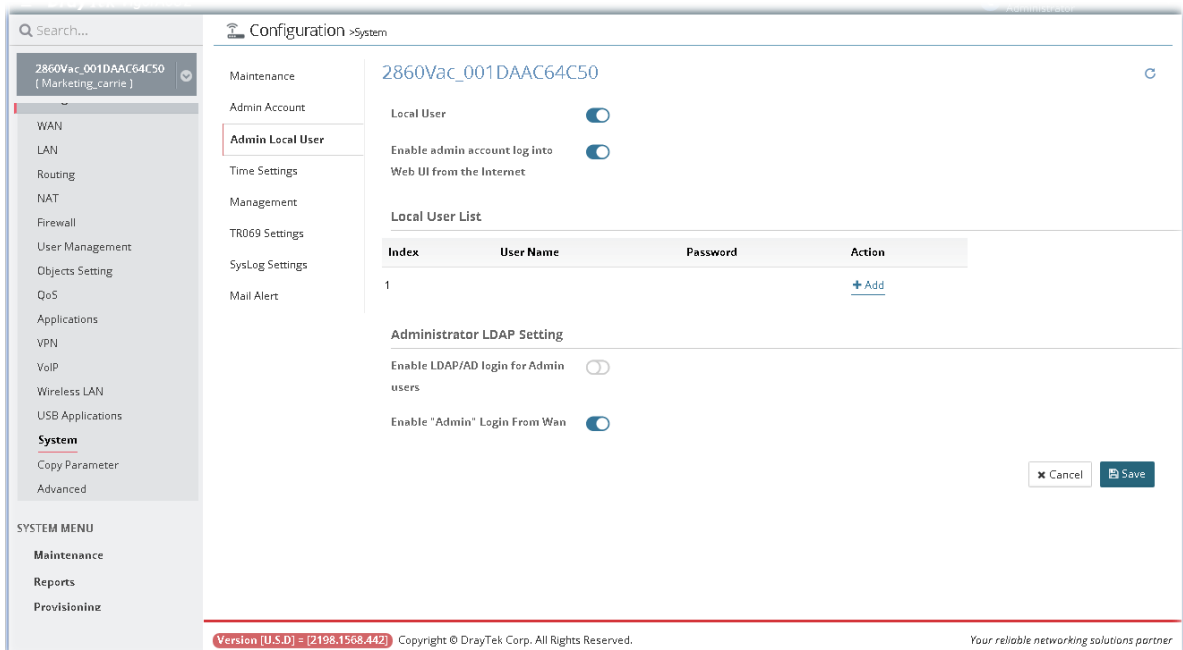 Search...
2860Vac_001DAAC64C50
[ Marketing_carrie ]
WAN
LAN
Routing
NAT
Firewall
User Management
Objects Setting
QoS
Applications
VPN
VoIP
Wireless LAN
USB Applications
System
Copy Parameter
Advanced
SYSTEM MENU
Maintenance
Reports
Provisioning
Configuration >System
Maintenance
Admin Account
Admin Local User
Time Settings
Management
TR069 Settings
SysLog Settings
Mail Alert
2860Vac_001DAAC64C50
Local User
Enable admin account log into
Web UI from the Internet
Local User List
Index User Name Password Action
1 + Add
Administrator LDAP Setting
Enable LDAP/AD login for Admin
users
Enable "Admin" Login From Wan
Cancel Save
Version [U.S.D] = [2198.1568.442] Copyright © DrayTek Corp. All Rights Reserved. Your reliable networking solutions partner